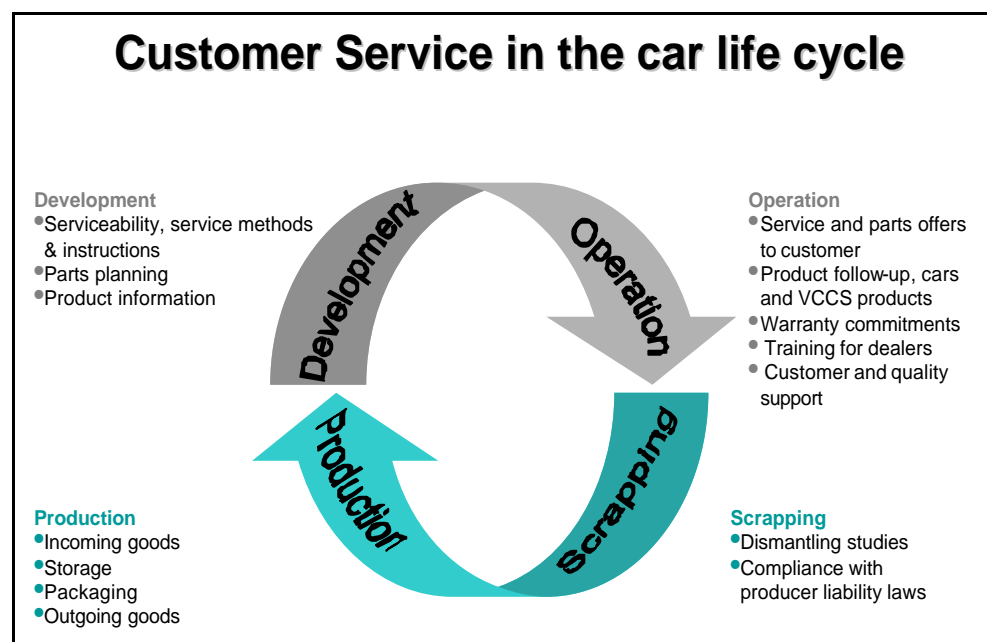 Customer Service in the car life cycle
Development
•Serviceability, service methods
& instructions
•Parts planning
•Product information
Operation
•Service and parts offers
to customer
•Product follow-up, cars
and VCCS products
•Warranty commitments
• Training for dealers
• Customer and quality
support
Development
Operation
Production
Scrapping
Production
•Incoming goods
•Storage
•Packaging
•Outgoing goods
Scrapping
•Dismantling studies
•Compliance with
producer liability laws